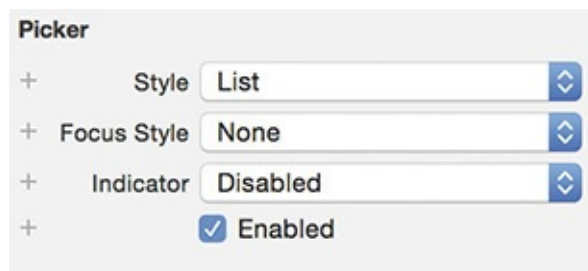 Picker
+ Style List
+ Focus Style None
+ Indicator Disabled
+ Enabled